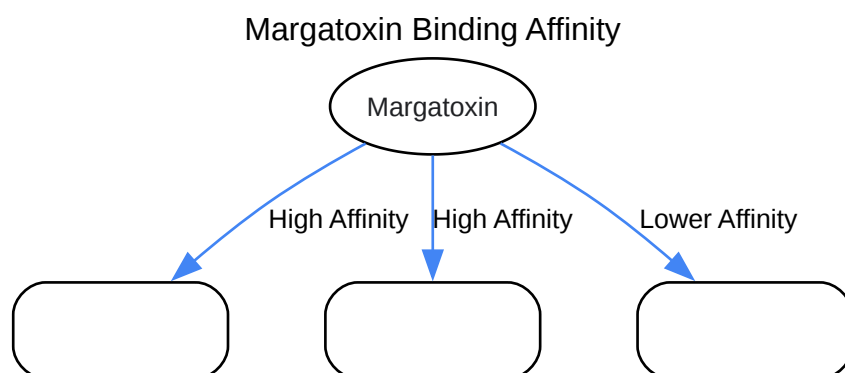 Margatoxin Binding Affinity
Margatoxin
High Affinity
High Affinity
Lower Affinity